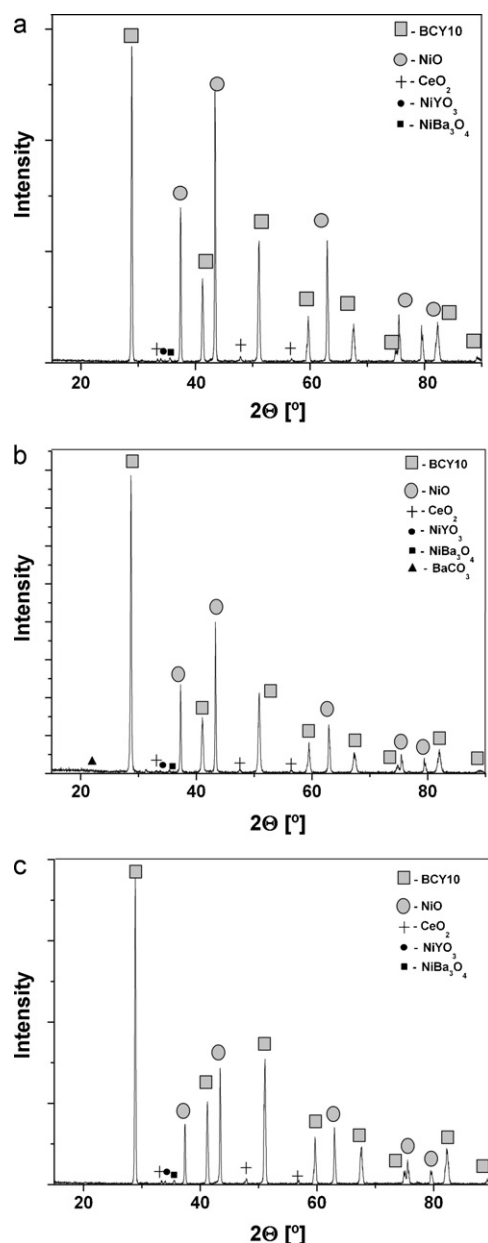 a
- BCY10
- NiO
- CeO₂
- NiYO₃
- NiBa₃O₄
Intensity
20 40 60 80
2Θ [º]
b
- BCY10
- NiO
- CeO₂
- NiYO₃
- NiBa₃O₄
- BaCO₃
Intensity
20 40 60 80
2Θ [º]
c
- BCY10
- NiO
- CeO₂
- NiYO₃
- NiBa₃O₄
Intensity
20 40 60 80
2Θ [º]